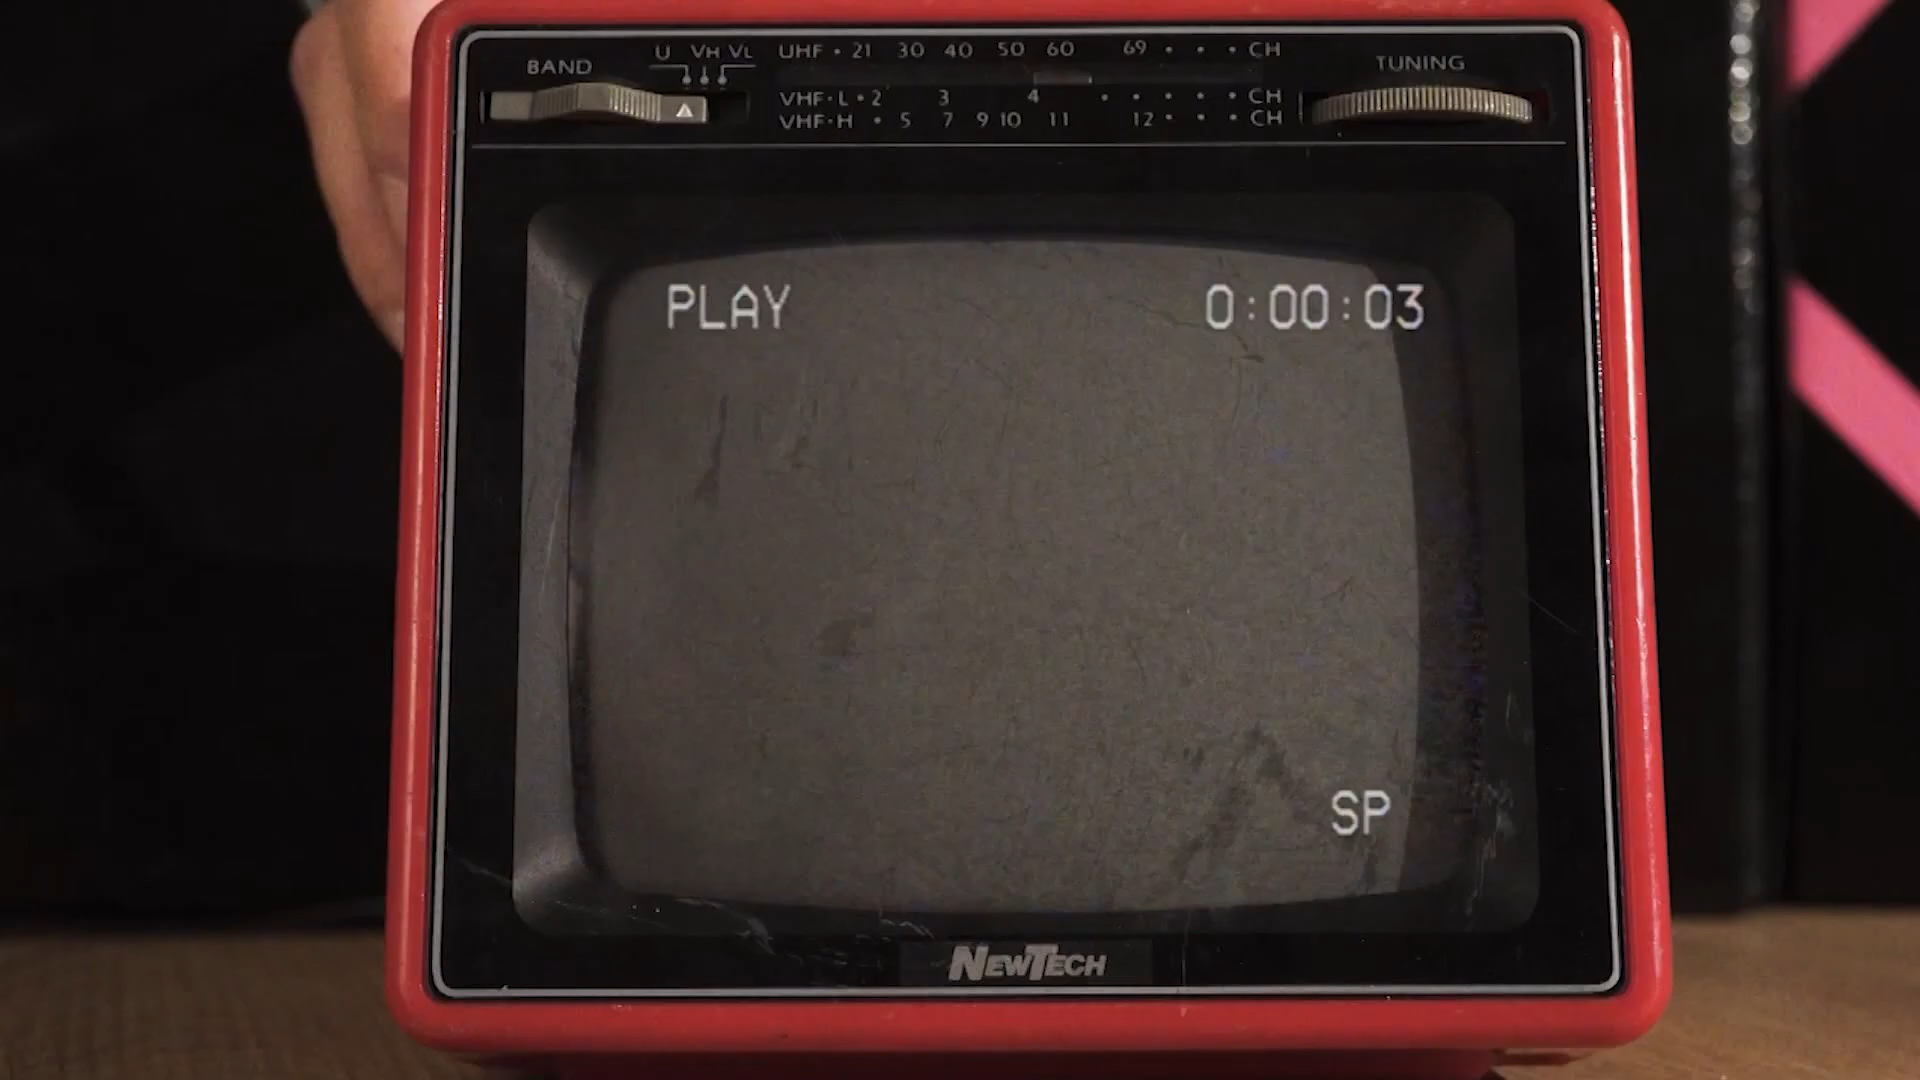 BAND U VH VL UHF • 21 30 40 50 60 69 • • • CH TUNING
VHF·L • 2 3 4 • • • • • CH
VHF·H • 5 7 9 10 11 12 • • • CH
PLAY 0:00:03
SP
NEWTECH